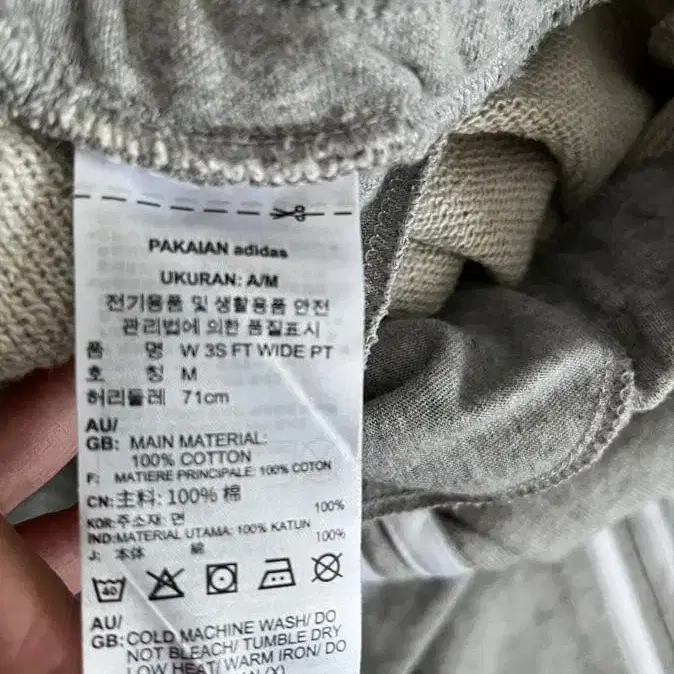 PAKAIAN adidas
UKURAN: A/M
전기용품 및 생활용품 안전
관리법에 의한 품질표시
품 명 W 3S FT WIDE PT
호 칭 M
허리둘레 71cm
AU/
GB: MAIN MATERIAL:
100% COTTON
F: MATIERE PRINCIPALE: 100% COTON
CN: 主料: 100% 棉
KOR: 주소재: 면 100%
IND: MATERIAL UTAMA: 100% KATUN
J: 本体 綿 100%
40
AU/
GB: COLD MACHINE WASH/ DO
NOT BLEACH/ TUMBLE DRY
LOW HEAT/ WARM IRON/ DO